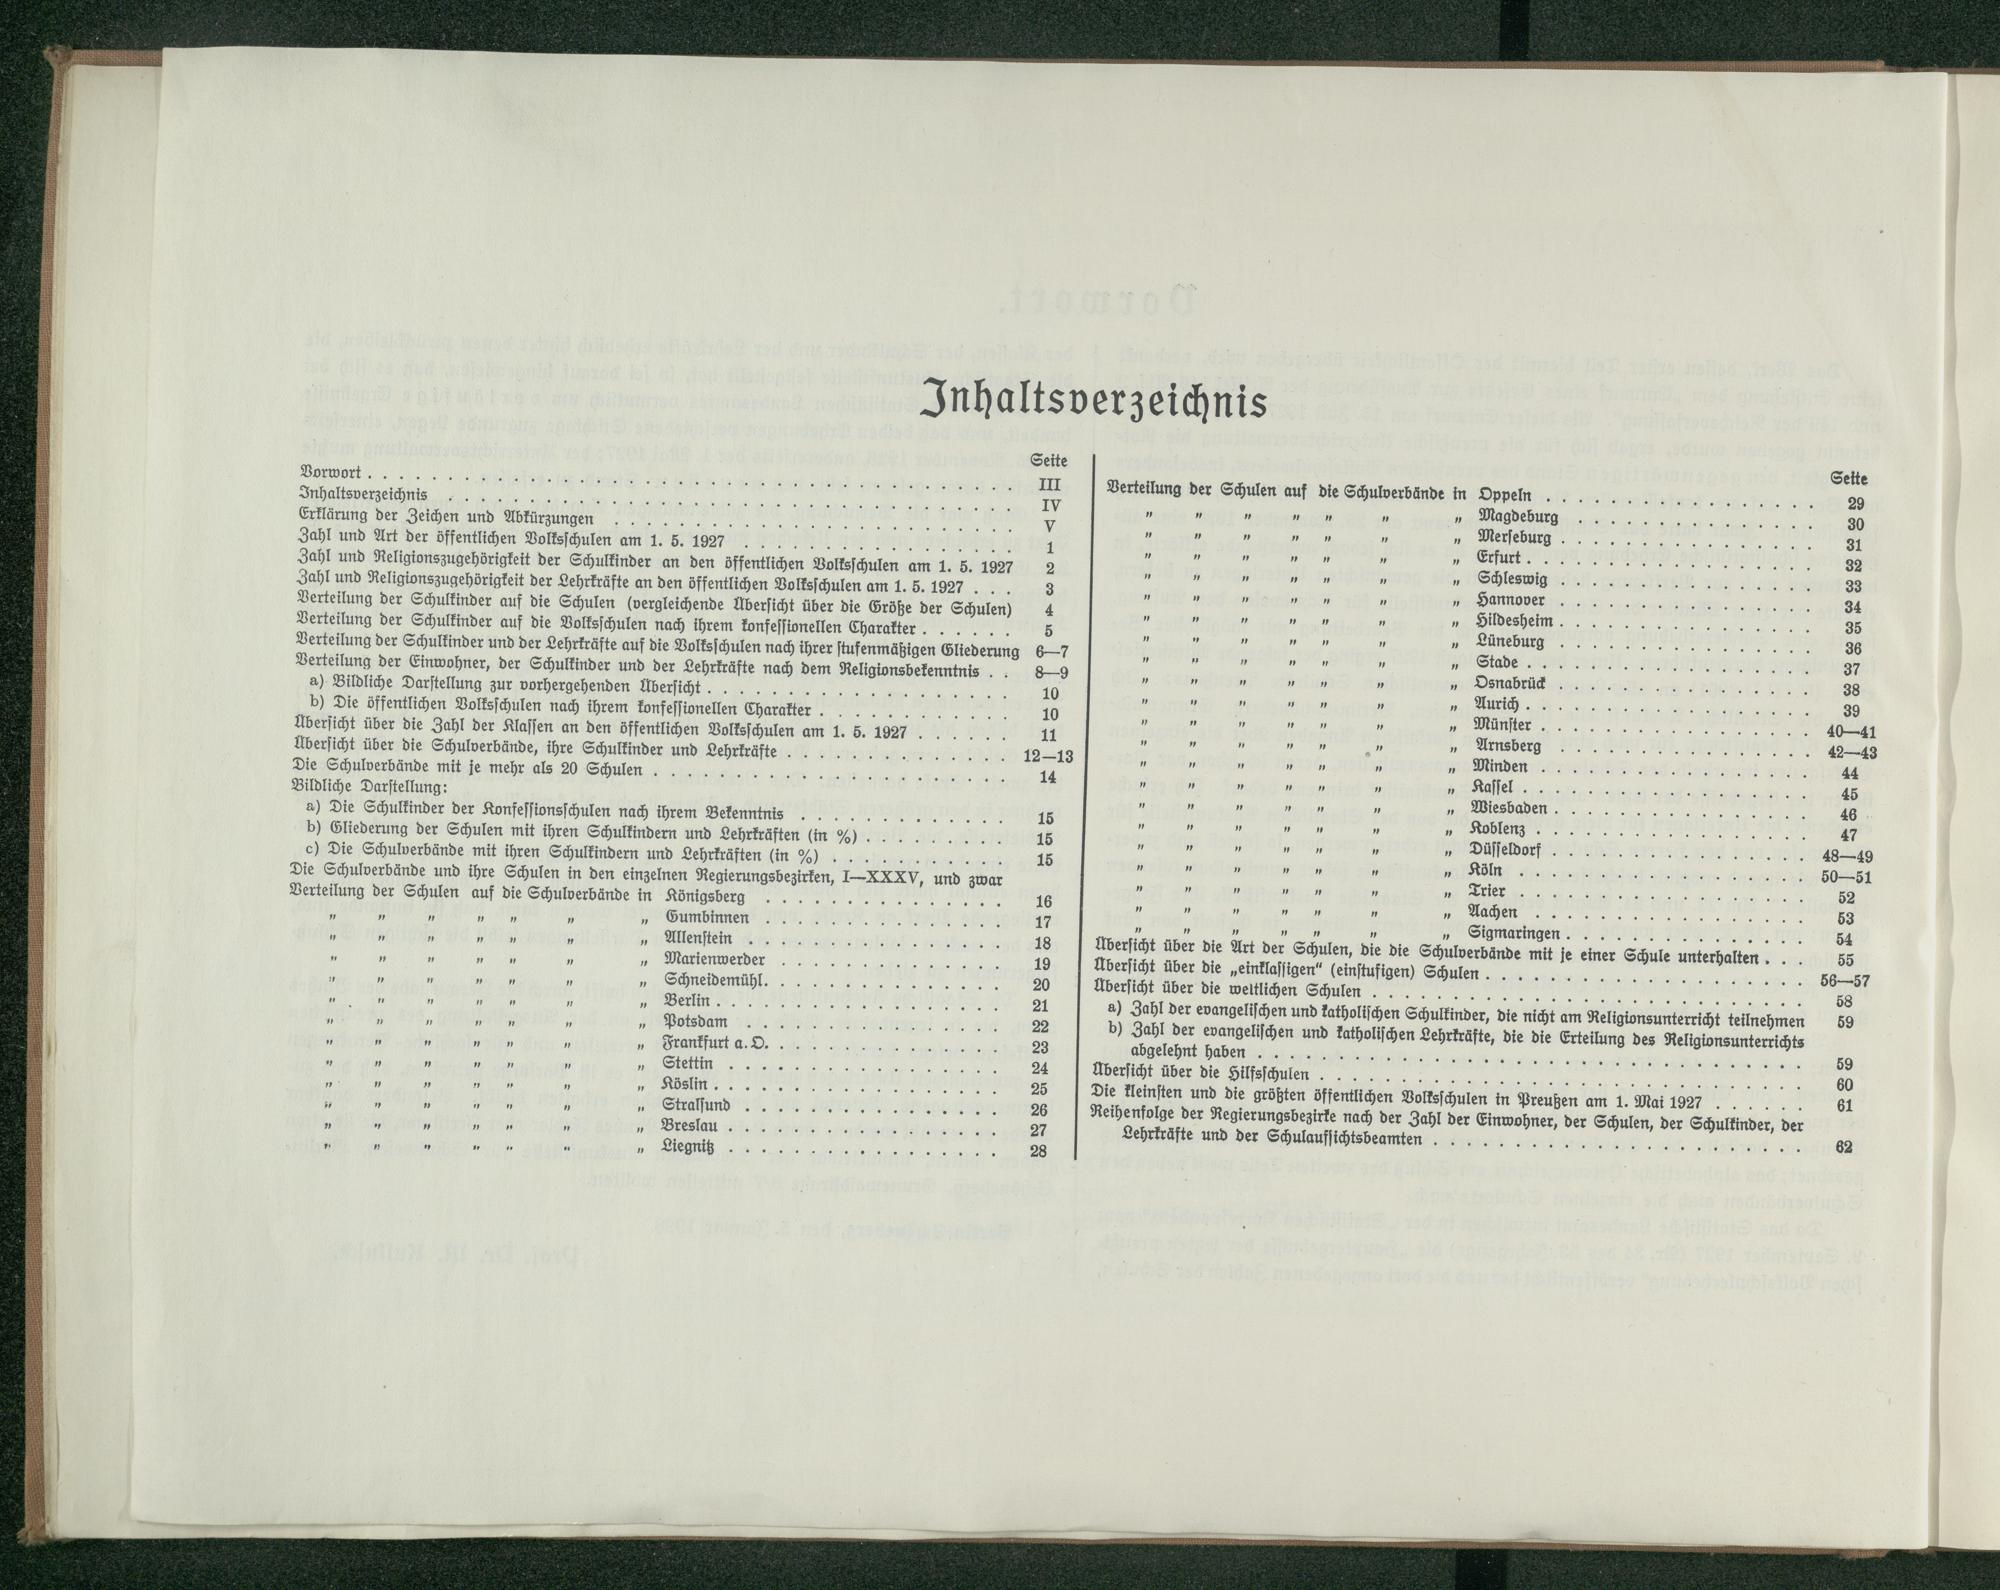 Inhaltsverzeichnis
Seite
Vorwort . . . . . . . . . . III
Inhaltsverzeichnis . . . . . . . . . . IV
Erklärung der Zeichen und Abkürzungen . . . . . . . . . . V
Zahl und Art der öffentlichen Volksschulen am 1. 5. 1927 . . . . . . . . . . 1
Zahl und Religionszugehörigkeit der Schulkinder an den öffentlichen Volksschulen am 1. 5. 1927 2
Zahl und Religionszugehörigkeit der Lehrkräfte an den öffentlichen Volksschulen am 1. 5. 1927 . . . 3
Verteilung der Schulkinder auf die Schulen (vergleichende Übersicht über die Größe der Schulen) 4
Verteilung der Schulkinder auf die Volksschulen nach ihrem konfessionellen Charakter . . . . . . 5
Verteilung der Schulkinder und der Lehrkräfte auf die Volksschulen nach ihrer stufenmäßigen Gliederung 6—7
Verteilung der Einwohner, der Schulkinder und der Lehrkräfte nach dem Religionsbekenntnis . . 8—9
a) Bildliche Darstellung zur vorhergehenden Übersicht . . . . . . . . . . 10
b) Die öffentlichen Volksschulen nach ihrem konfessionellen Charakter . . . . . . . . . . 10
Übersicht über die Zahl der Klassen an den öffentlichen Volksschulen am 1. 5. 1927 . . . . . 11
Übersicht über die Schulverbände, ihre Schulkinder und Lehrkräfte . . . . . . . . . . 12—13
Die Schulverbände mit je mehr als 20 Schulen . . . . . . . . . . 14
Bildliche Darstellung:
a) Die Schulkinder der Konfessionsschulen nach ihrem Bekenntnis . . . . . . . . . . 15
b) Gliederung der Schulen mit ihren Schulkindern und Lehrkräften (in %) . . . . . . . . . . 15
c) Die Schulverbände mit ihren Schulkindern und Lehrkräften (in %) . . . . . . . . . . 15
Die Schulverbände und ihre Schulen in den einzelnen Regierungsbezirken, I—XXXV, und zwar
Verteilung der Schulen auf die Schulverbände in Königsberg . . . . . . . . . . 16
„ „ „ „ „ „ „ Gumbinnen . . . . . . . . . . 17
„ „ „ „ „ „ „ Allenstein . . . . . . . . . . 18
„ „ „ „ „ „ „ Marienwerder . . . . . . . . . . 19
„ „ „ „ „ „ „ Schneidemühl . . . . . . . . . . 20
„ „ „ „ „ „ „ Berlin . . . . . . . . . . 21
„ „ „ „ „ „ „ Potsdam . . . . . . . . . . 22
„ „ „ „ „ „ „ Frankfurt a. O. . . . . . . . . . . 23
„ „ „ „ „ „ „ Stettin . . . . . . . . . . 24
„ „ „ „ „ „ „ Köslin . . . . . . . . . . 25
„ „ „ „ „ „ „ Stralsund . . . . . . . . . . 26
„ „ „ „ „ „ „ Breslau . . . . . . . . . . 27
„ „ „ „ „ „ „ Liegnitz . . . . . . . . . . 28
Seite
Verteilung der Schulen auf die Schulverbände in Oppeln . . . . . . . . . . 29
„ „ „ „ „ „ „ Magdeburg . . . . . . . . . . 30
„ „ „ „ „ „ „ Merseburg . . . . . . . . . . 31
„ „ „ „ „ „ „ Erfurt . . . . . . . . . . 32
„ „ „ „ „ „ „ Schleswig . . . . . . . . . . 33
„ „ „ „ „ „ „ Hannover . . . . . . . . . . 34
„ „ „ „ „ „ „ Hildesheim . . . . . . . . . . 35
„ „ „ „ „ „ „ Lüneburg . . . . . . . . . . 36
„ „ „ „ „ „ „ Stade . . . . . . . . . . 37
„ „ „ „ „ „ „ Osnabrück . . . . . . . . . . 38
„ „ „ „ „ „ „ Aurich . . . . . . . . . . 39
„ „ „ „ „ „ „ Münster . . . . . . . . . . 40—41
„ „ „ „ „ „ „ Arnsberg . . . . . . . . . . 42—43
„ „ „ „ „ „ „ Minden . . . . . . . . . . 44
„ „ „ „ „ „ „ Kassel . . . . . . . . . . 45
„ „ „ „ „ „ „ Wiesbaden . . . . . . . . . . 46
„ „ „ „ „ „ „ Koblenz . . . . . . . . . . 47
„ „ „ „ „ „ „ Düsseldorf . . . . . . . . . . 48—49
„ „ „ „ „ „ „ Köln . . . . . . . . . . 50—51
„ „ „ „ „ „ „ Trier . . . . . . . . . . 52
„ „ „ „ „ „ „ Aachen . . . . . . . . . . 53
„ „ „ „ „ „ „ Sigmaringen . . . . . . . . . . 54
Übersicht über die Art der Schulen, die die Schulverbände mit je einer Schule unterhalten . . . 55
Übersicht über die „einklassigen“ (einstufigen) Schulen . . . . . . . . . . 56—57
Übersicht über die weltlichen Schulen . . . . . . . . . . 58
a) Zahl der evangelischen und katholischen Schulkinder, die nicht am Religionsunterricht teilnehmen 59
b) Zahl der evangelischen und katholischen Lehrkräfte, die die Erteilung des Religionsunterrichts
abgelehnt haben . . . . . . . . . . 59
Übersicht über die Hilfsschulen . . . . . . . . . . 60
Die kleinsten und die größten öffentlichen Volksschulen in Preußen am 1. Mai 1927 . . . . . . 61
Reihenfolge der Regierungsbezirke nach der Zahl der Einwohner, der Schulen, der Schulkinder, der
Lehrkräfte und der Schulaufsichtsbeamten . . . . . . . . . . 62